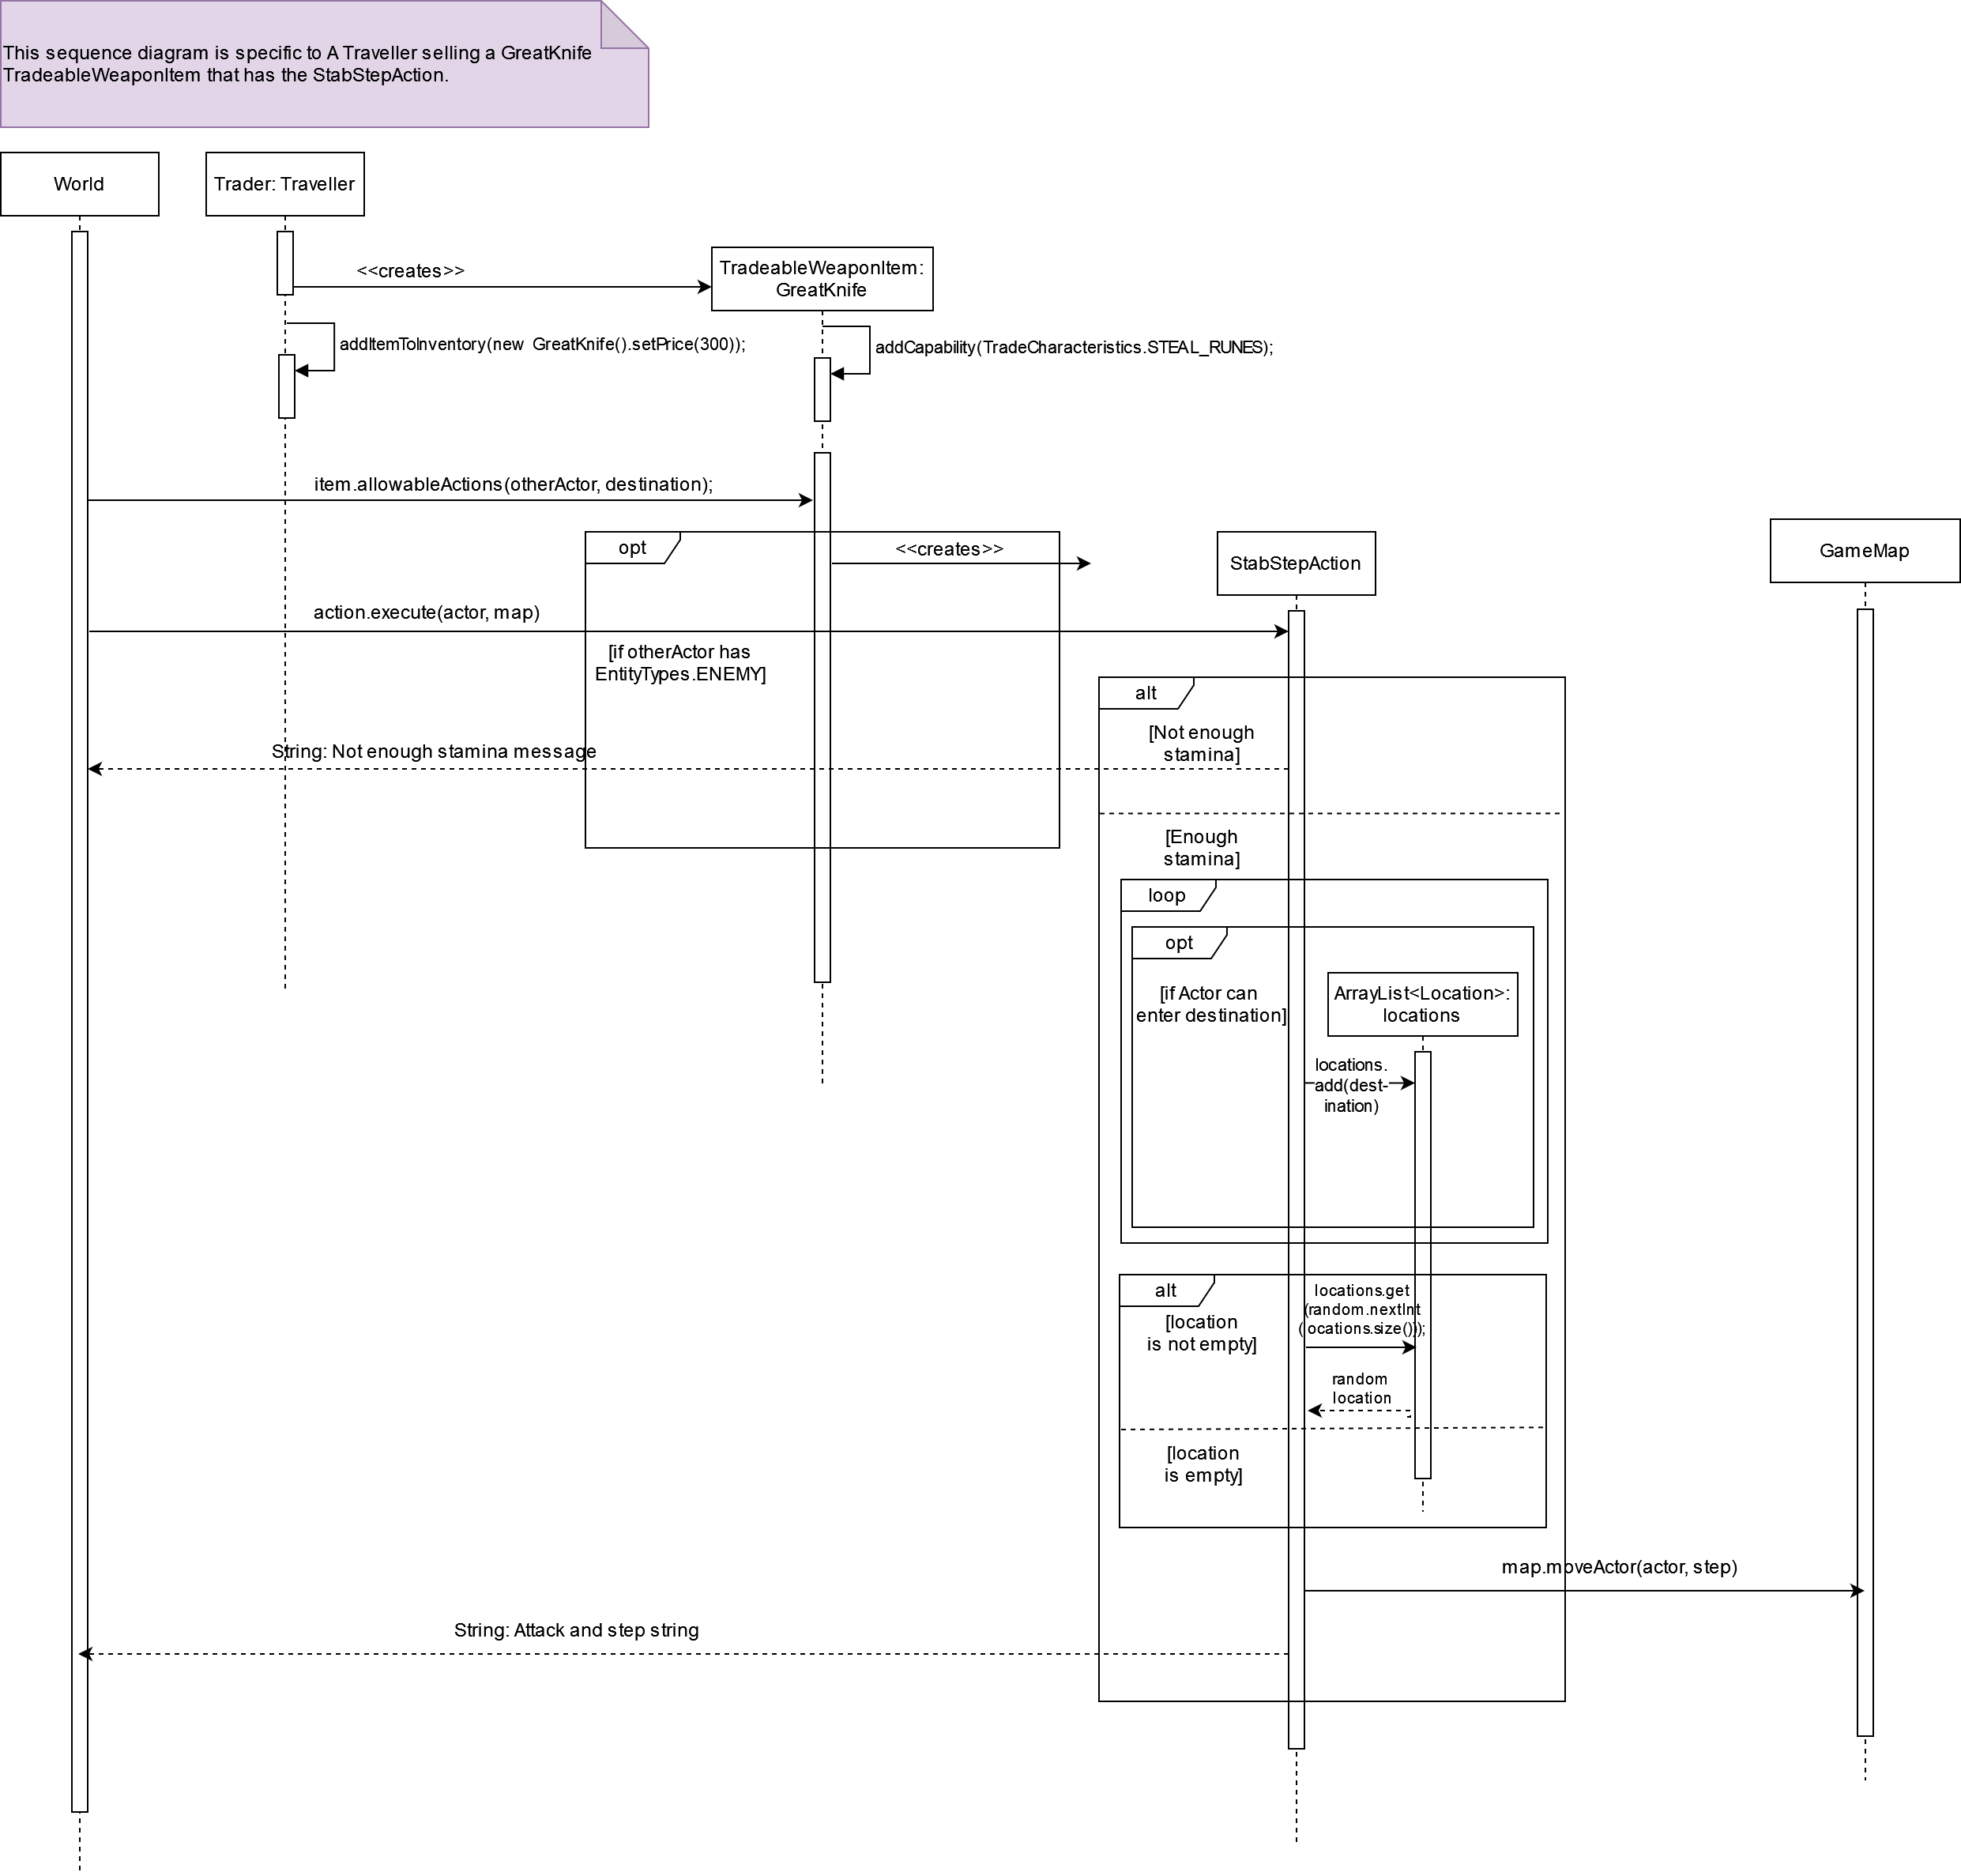 This sequence diagram is specific to A Traveller selling a GreatKnife
TradeableWeaponItem that has the StabStepAction.
World
Trader: Traveller
<<creates>>
TradeableWeaponItem:
GreatKnife
addItemToInventory(new GreatKnife().setPrice(300));
addCapability(TradeCharacteristics.STEAL_RUNES);
item.allowableActions(otherActor, destination);
opt
<<creates>>
StabStepAction
GameMap
action.execute(actor, map)
[if otherActor has
EntityTypes.ENEMY]
alt
[Not enough
stamina]
String: Not enough stamina message
[Enough
stamina]
loop
opt
[if Actor can
enter destination]
ArrayList<Location>:
locations
locations.
add(dest-
ination)
alt
[location
is not empty]
locations.get
(random.nextInt
(locations.size()));
random
location
[location
is empty]
map.moveActor(actor, step)
String: Attack and step string